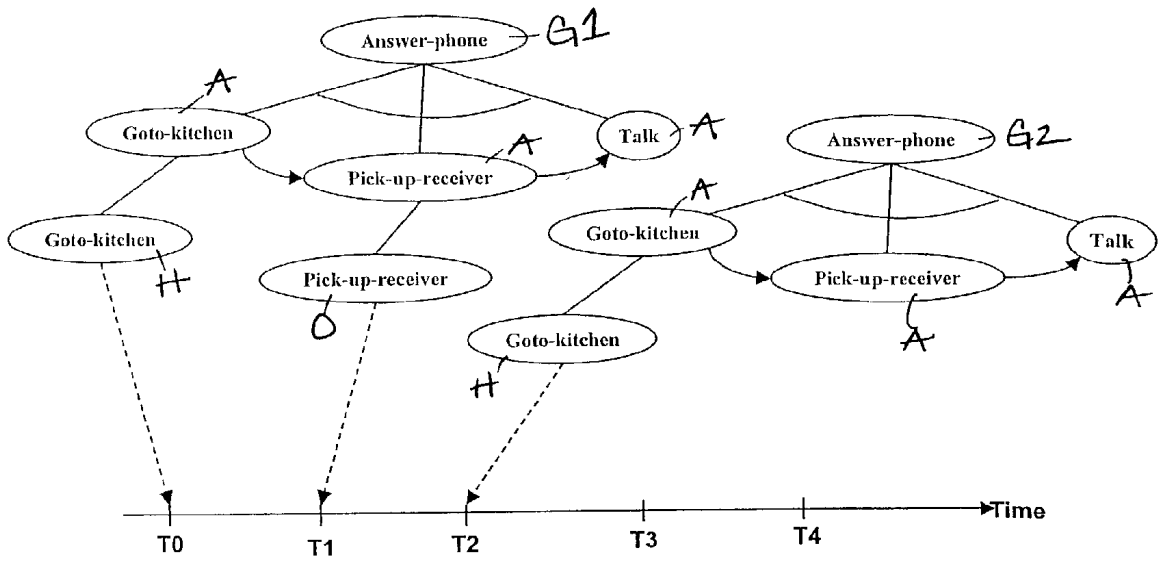 Answer-phone G1
A
Goto-kitchen
Talk A
A
Pick-up-receiver
Answer-phone G2
A
Goto-kitchen
Goto-kitchen
H
Talk
A
Pick-up-receiver
O
Pick-up-receiver
A
Goto-kitchen
H
T0 T1 T2 T3 T4 Time